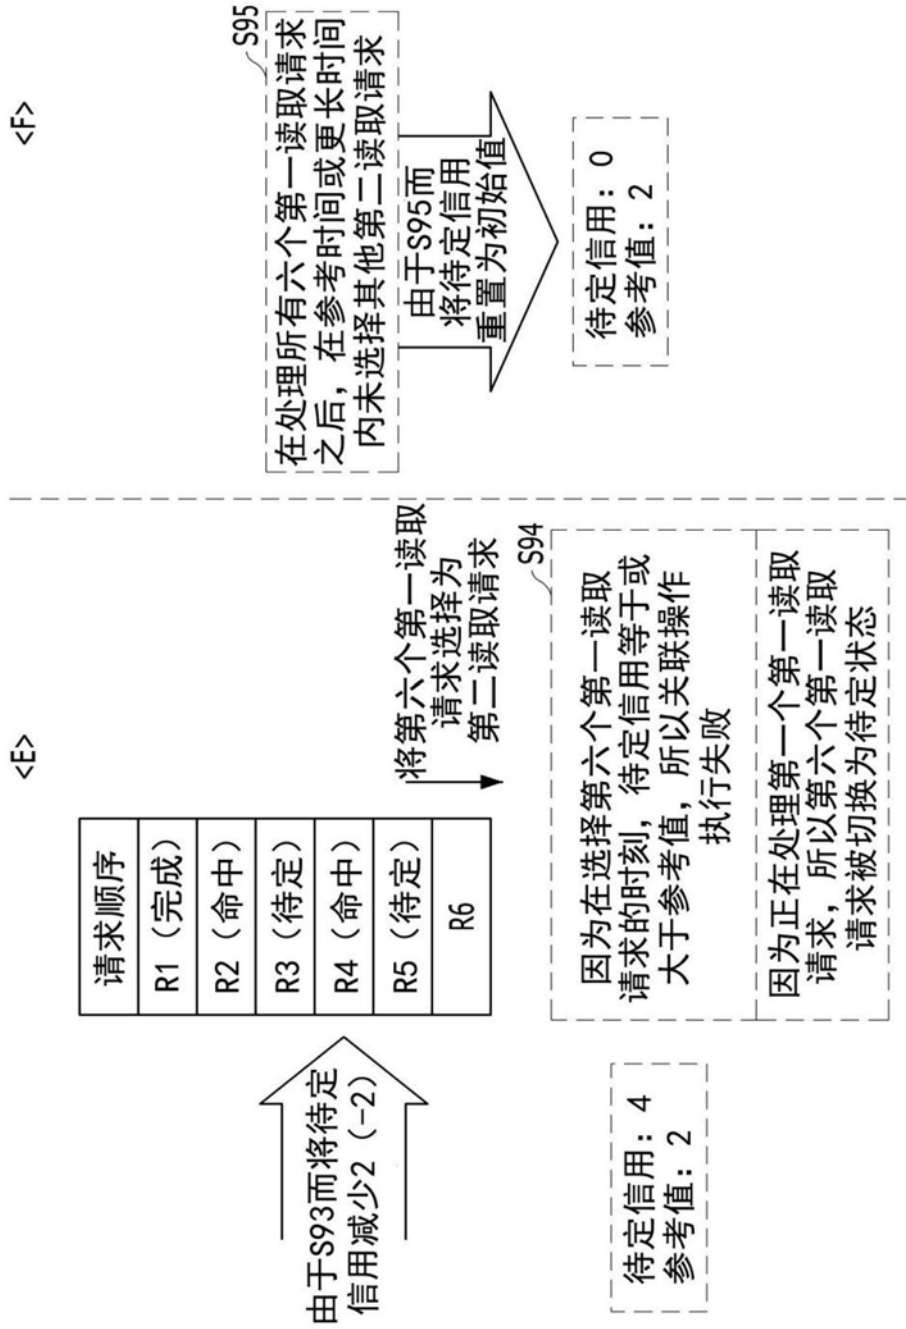 <E>
由于S93而将待定
信用减少2（-2）
请求顺序
R1（完成）
R2（命中）
R3（待定）
R4（命中）
R5（待定）
R6
将第六个第一读取
请求选择为
第二读取请求
待定信用：4
参考值：2
S94
因为在选择第六个第一读取
请求的时刻，待定信用等于或
大于参考值，所以关联操作
执行失败
因为正在处理第一个第一读取
请求，所以第六个第一读取
请求被切换为待定状态
<F>
S95
在处理所有六个第一读取请求
之后，在参考时间或更长时间
内未选择其他第二读取请求
由于S95而
将待定信用
重置为初始值
待定信用：0
参考值：2